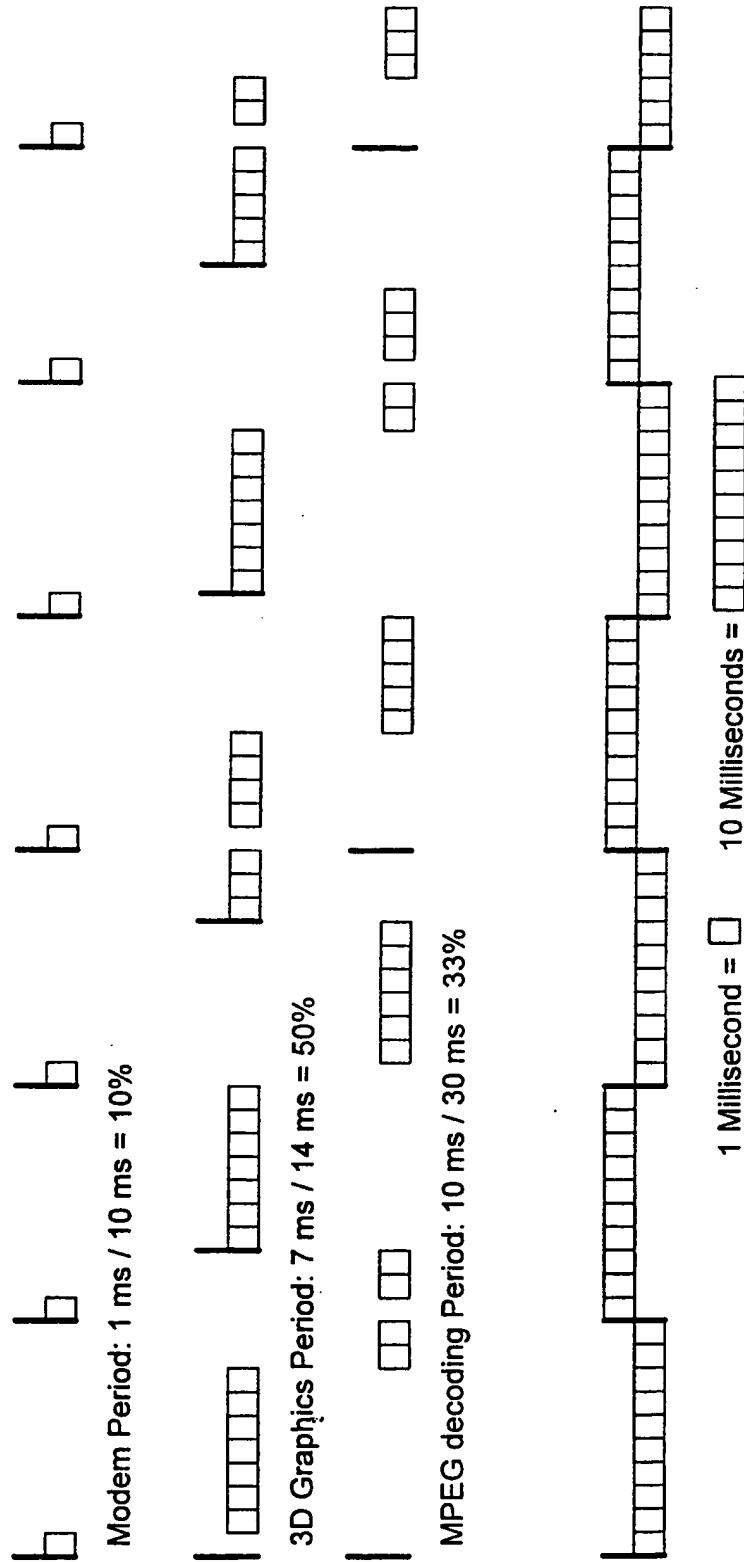 Modem Period: 1 ms / 10 ms = 10%
3D Graphics Period: 7 ms / 14 ms = 50%
MPEG decoding Period: 10 ms / 30 ms = 33%
1 Millisecond =
10 Milliseconds =